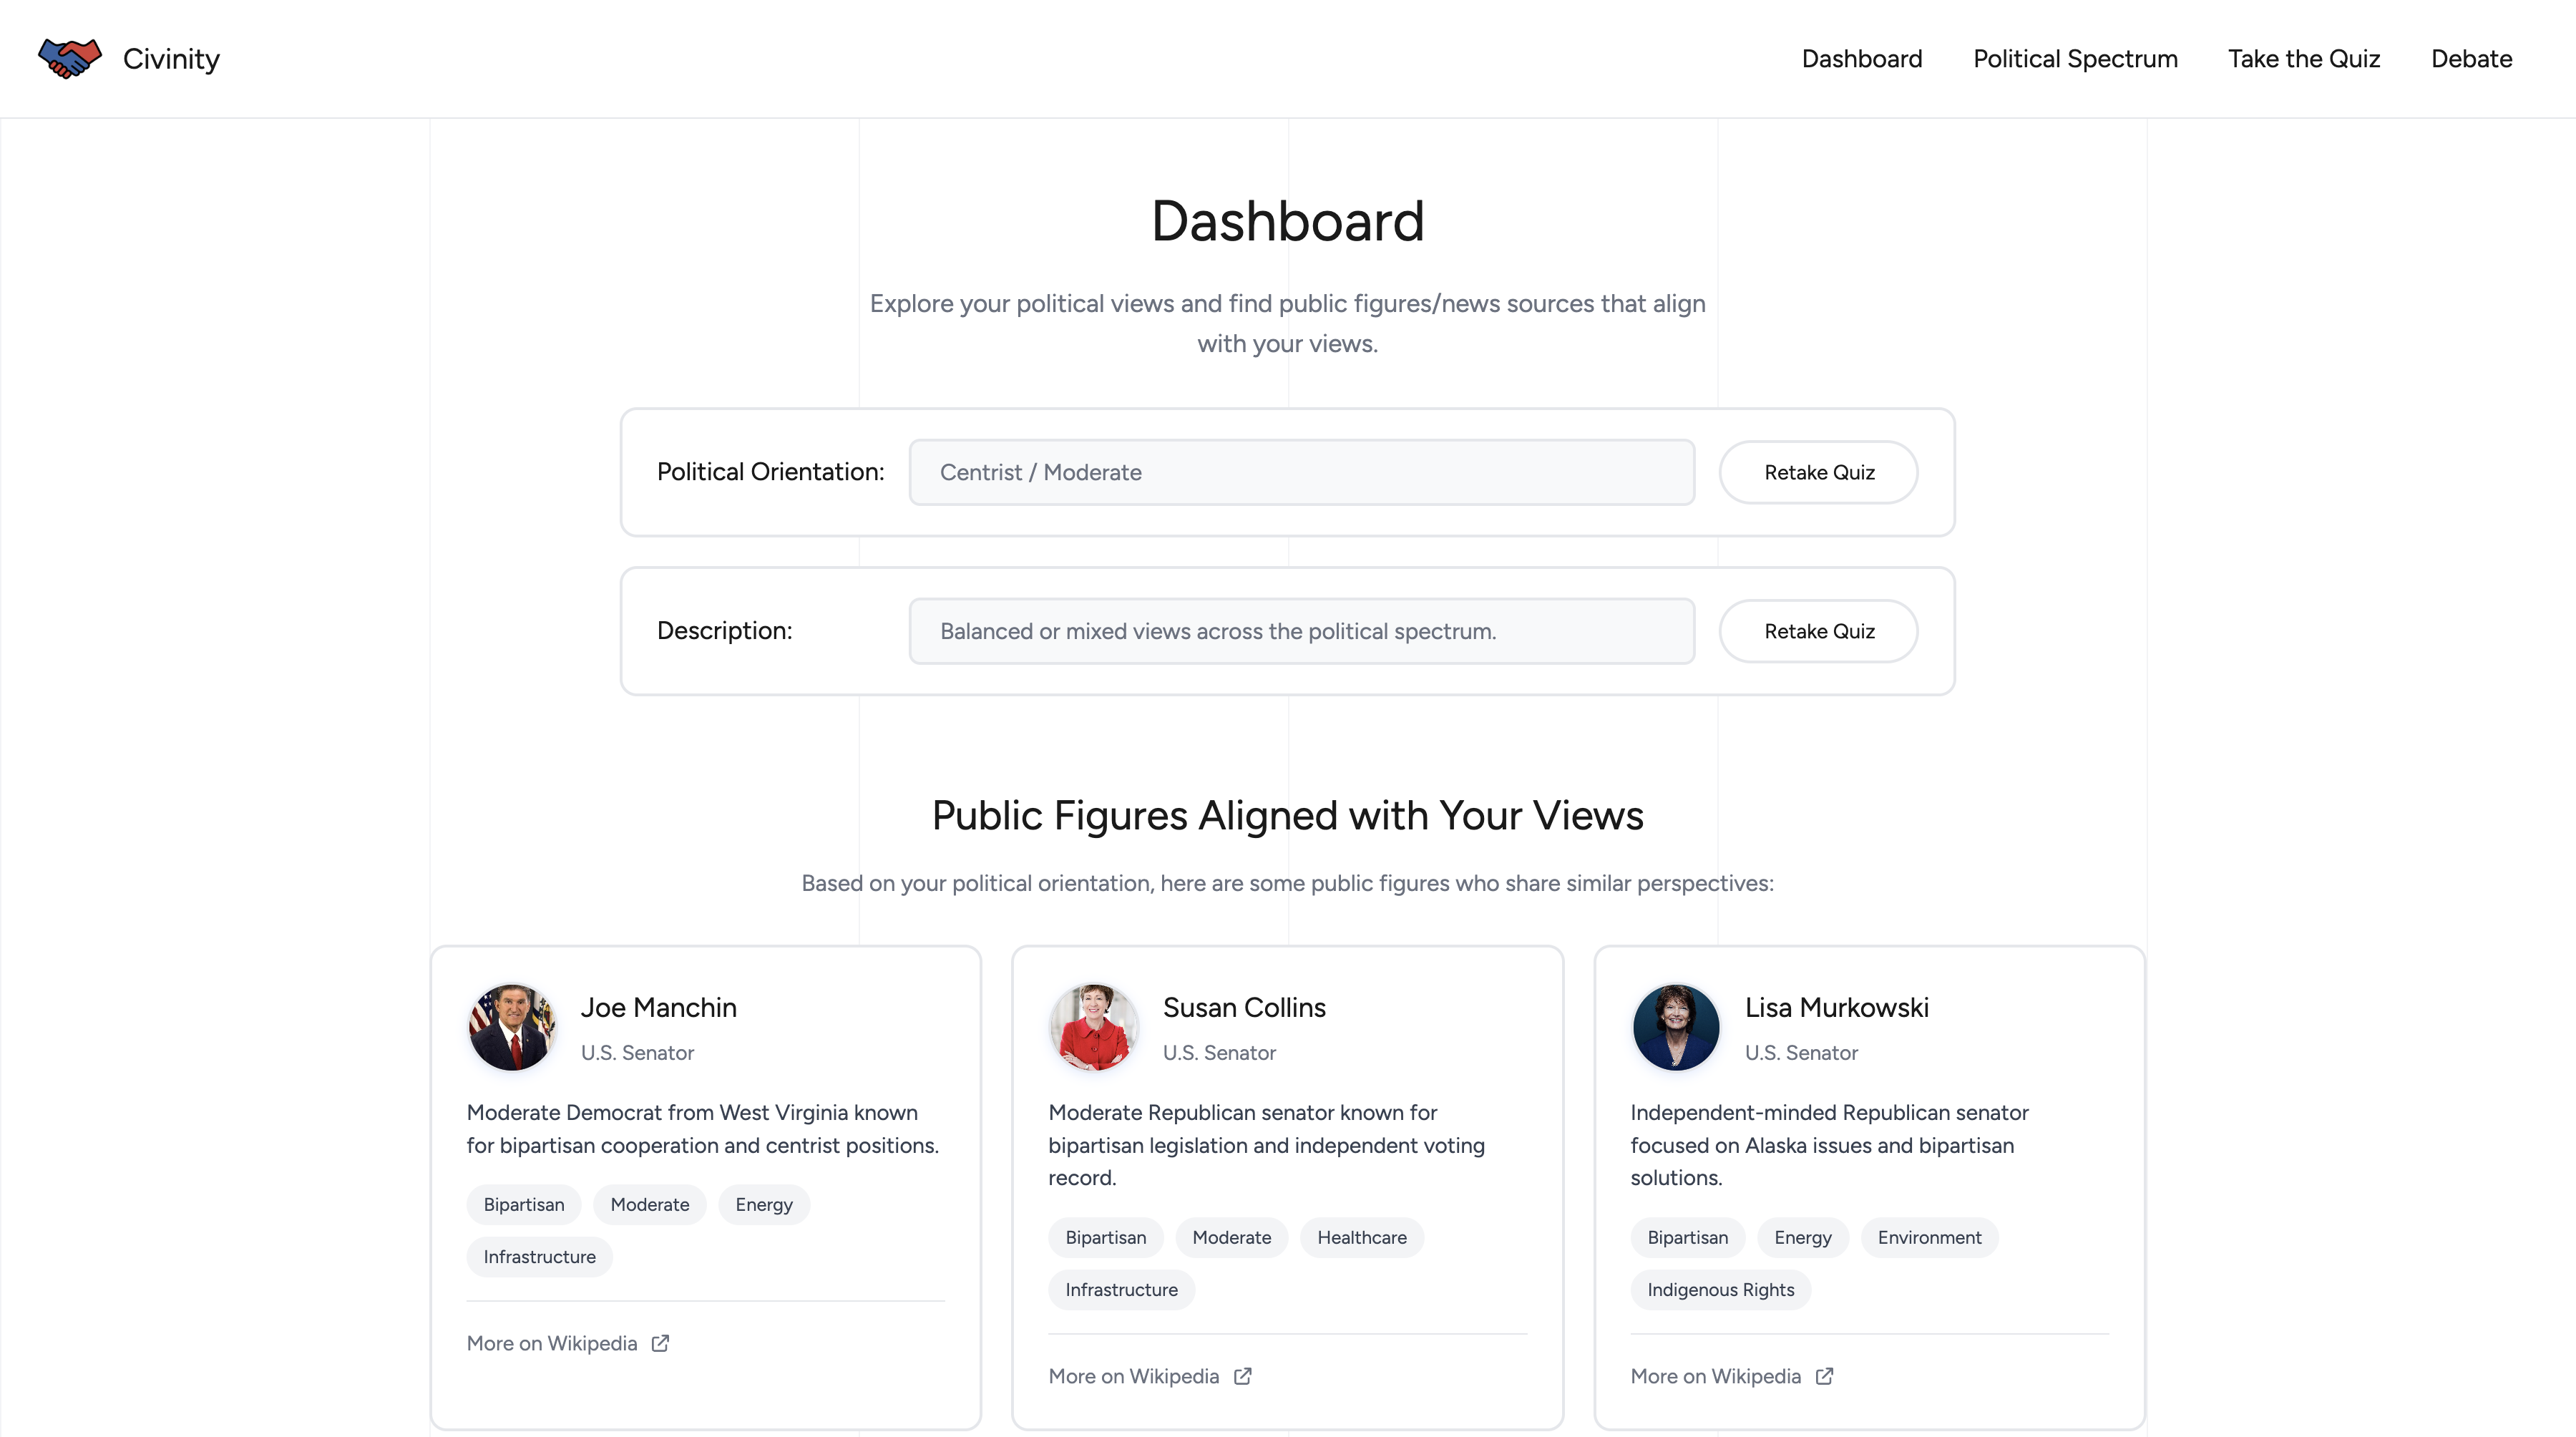 Civinity
Dashboard
Political Spectrum
Take the Quiz
Debate
Dashboard
Explore your political views and find public figures/news sources that align
with your views.
Political Orientation:
Centrist / Moderate
Retake Quiz
Description:
Balanced or mixed views across the political spectrum.
Retake Quiz
Public Figures Aligned with Your Views
Based on your political orientation, here are some public figures who share similar perspectives:
Joe Manchin
U.S. Senator
Moderate Democrat from West Virginia known
for bipartisan cooperation and centrist positions.
Bipartisan
Moderate
Energy
Infrastructure
More on Wikipedia
Susan Collins
U.S. Senator
Moderate Republican senator known for
bipartisan legislation and independent voting
record.
Bipartisan
Moderate
Healthcare
Infrastructure
More on Wikipedia
Lisa Murkowski
U.S. Senator
Independent-minded Republican senator
focused on Alaska issues and bipartisan
solutions.
Bipartisan
Energy
Environment
Indigenous Rights
More on Wikipedia